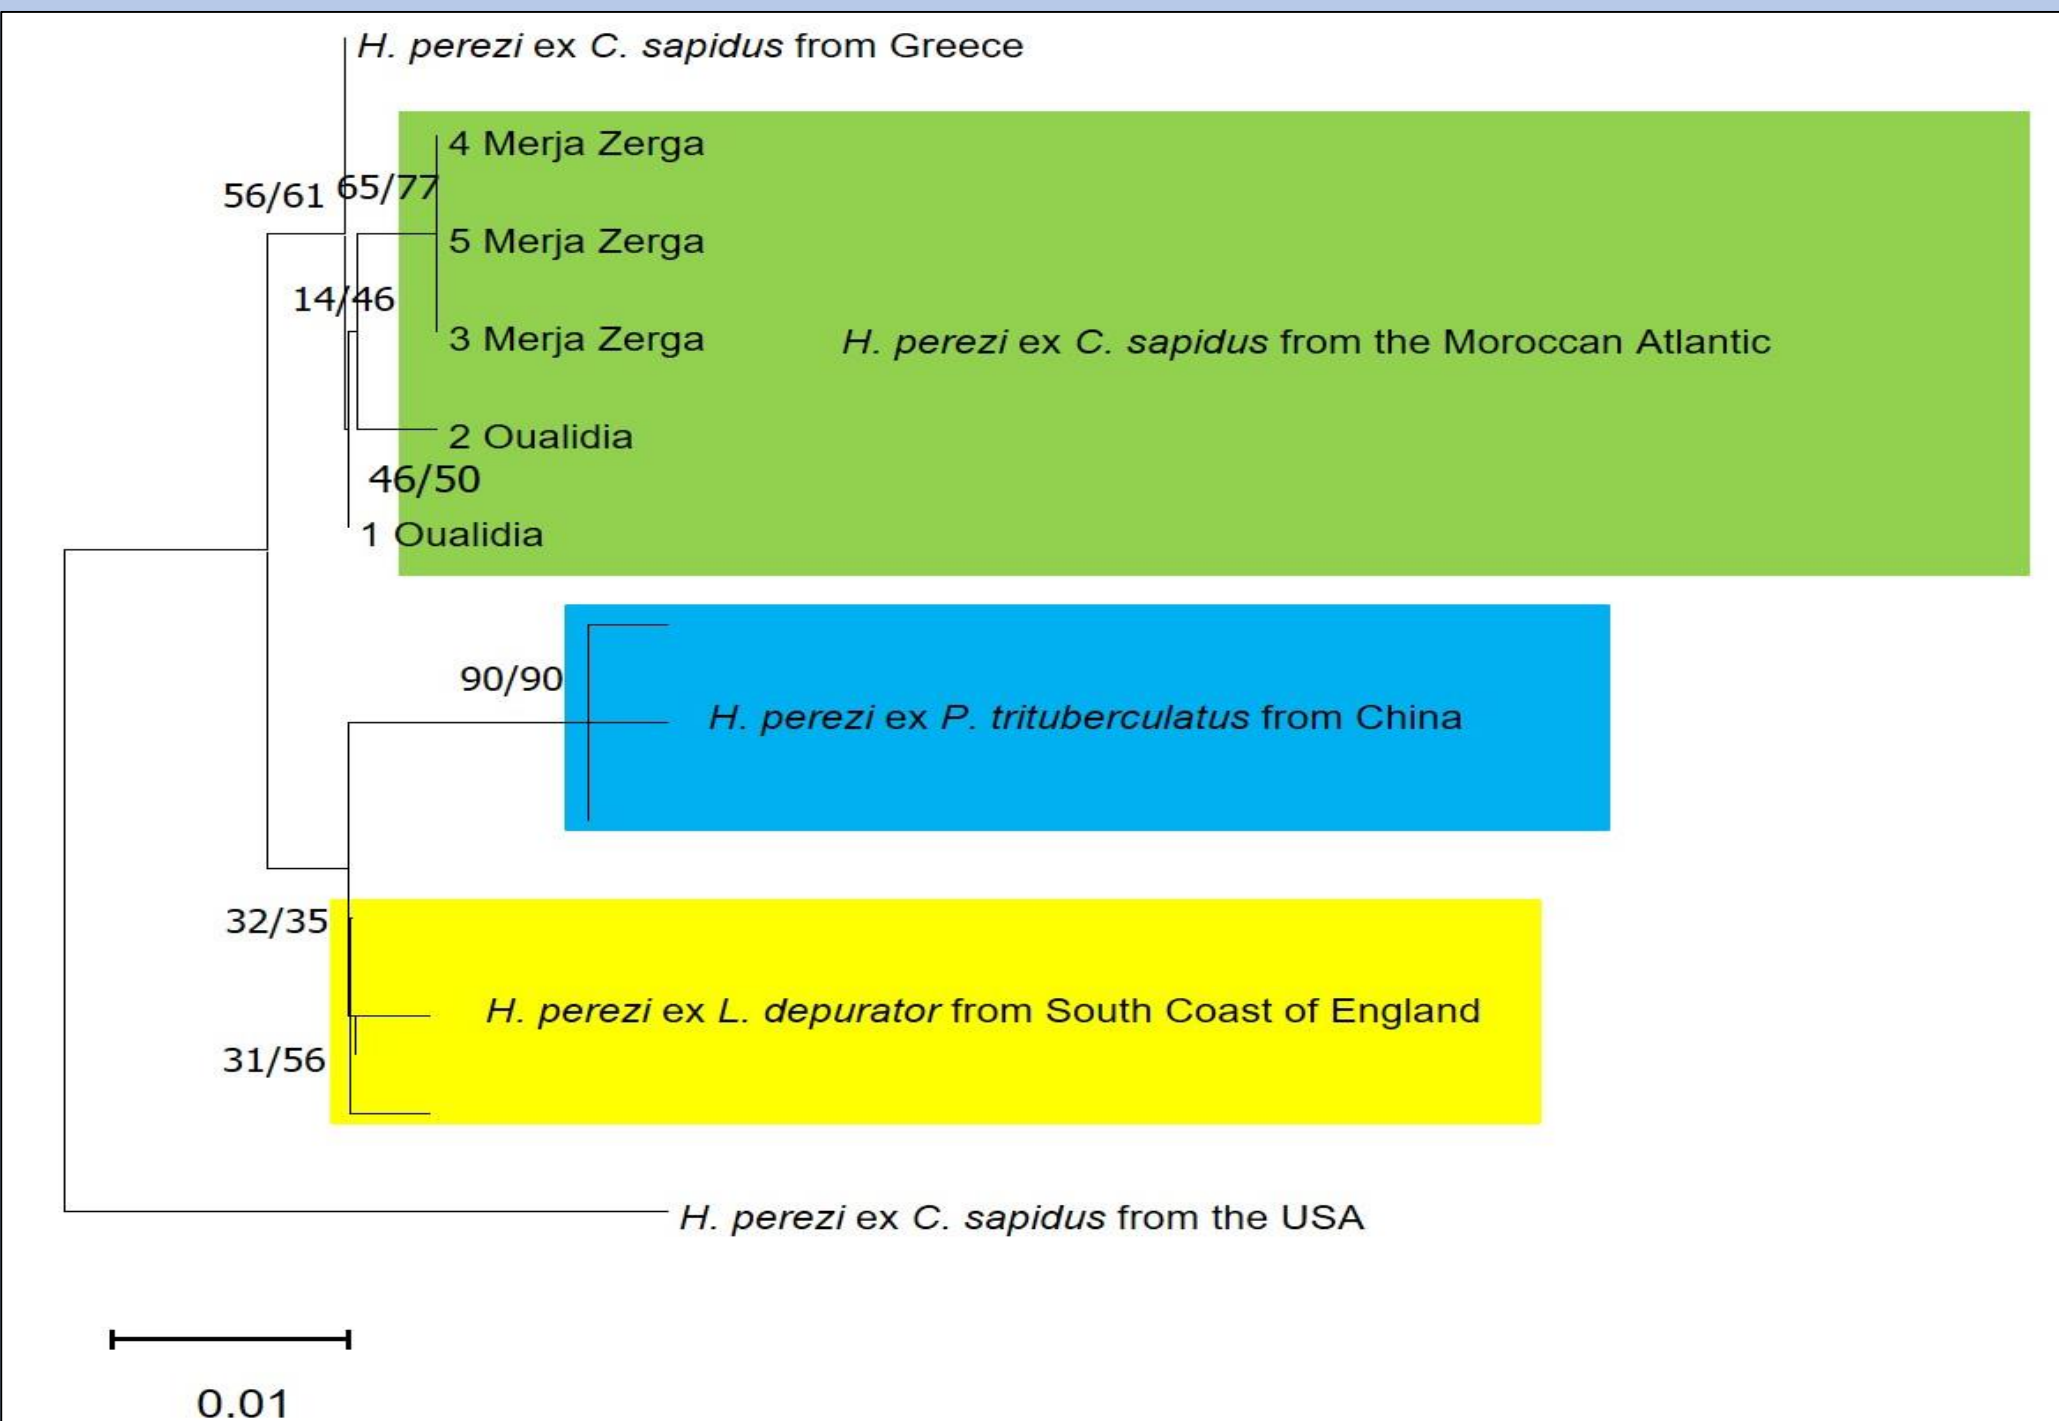 H. perezi ex C. sapidus from Greece
4 Merja Zerga
56/61 65/77
5 Merja Zerga
14/46
3 Merja Zerga H. perezi ex C. sapidus from the Moroccan Atlantic
2 Oualidia
46/50
1 Oualidia
90/90
H. perezi ex P. trituberculatus from China
32/35
H. perezi ex L. depurator from South Coast of England
31/56
H. perezi ex C. sapidus from the USA
0.01